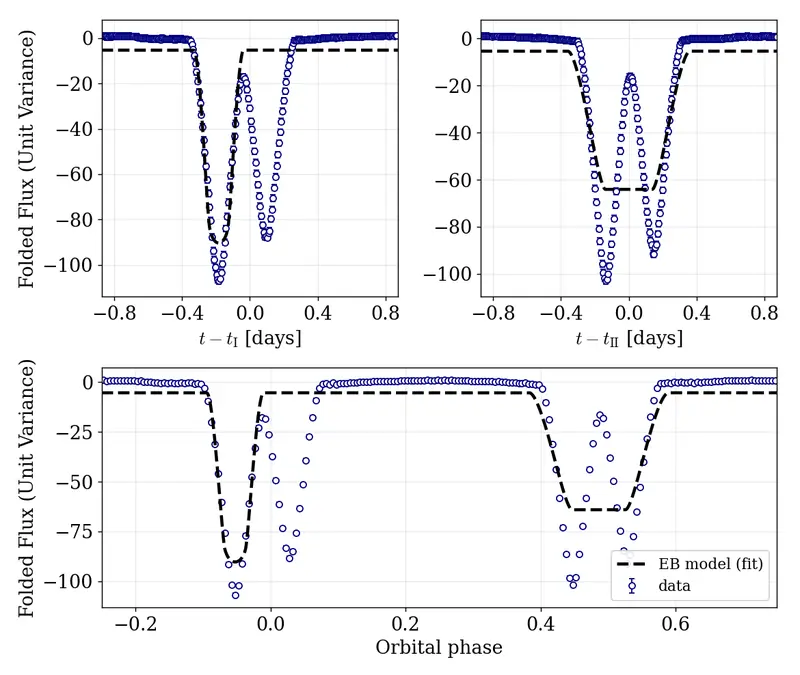 Folded Flux (Unit Variance)
0
−20
−40
−60
−80
−100
−0.8 −0.4 0.0 0.4 0.8
t − tI [days]
0
−20
−40
−60
−80
−100
−0.8 −0.4 0.0 0.4 0.8
t − tII [days]
Folded Flux (Unit Variance)
0
−25
−50
−75
−100
EB model (fit)
data
−0.2 0.0 0.2 0.4 0.6
Orbital phase